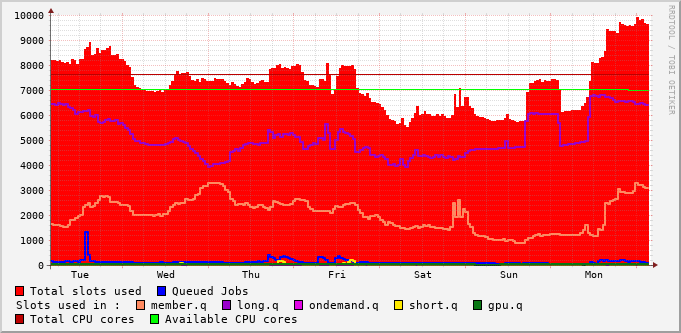 10000
9000
8000
7000
6000
5000
4000
3000
2000
1000
0
Tue Wed Thu Fri Sat Sun Mon
RRDTOOL / TOBI OETIKER
Total slots used Queued Jobs
Slots used in : member.q long.q ondemand.q short.q gpu.q
Total CPU cores Available CPU cores